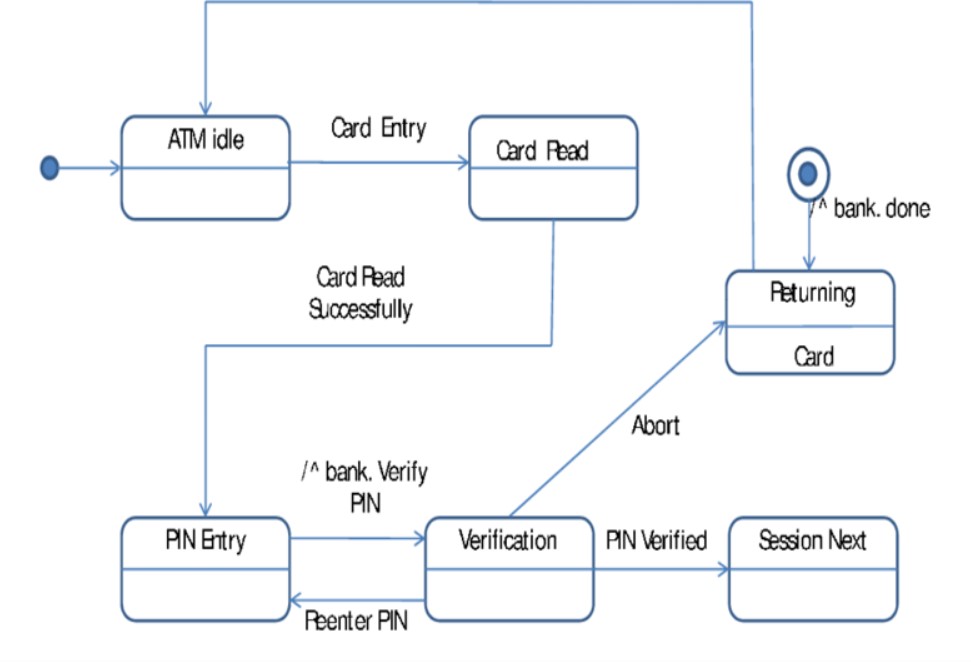 Card Entry
ATM idle
Card Read
/^ bank. done
Card Read
Successfully
Returning
Card
Abort
/^ bank. Verify
PIN
PIN Entry
Verification
PIN Verified
Session Next
Reenter PIN